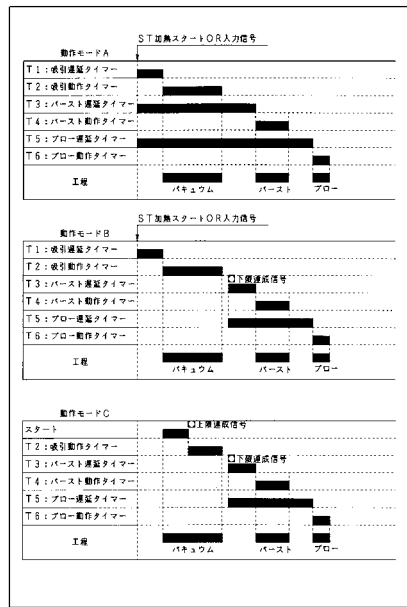 ST加熱スタートOR入力信号
動作モードA
T1：吸引遅延タイマー
T2：吸引動作タイマー
T3：バースト遅延タイマー
T4：バースト動作タイマー
T5：ブロー遅延タイマー
T6：ブロー動作タイマー
工程
バキュウム
バースト
ブロー
ST加熱スタートOR入力信号
動作モードB
T1：吸引遅延タイマー
T2：吸引動作タイマー
下限達成信号
T3：バースト遅延タイマー
T4：バースト動作タイマー
T5：ブロー遅延タイマー
T6：ブロー動作タイマー
工程
バキュウム
バースト
ブロー
動作モードC
上限達成信号
スタート
T2：吸引動作タイマー
下限達成信号
T3：バースト遅延タイマー
T4：バースト動作タイマー
T5：ブロー遅延タイマー
T6：ブロー動作タイマー
工程
バキュウム
バースト
ブロー